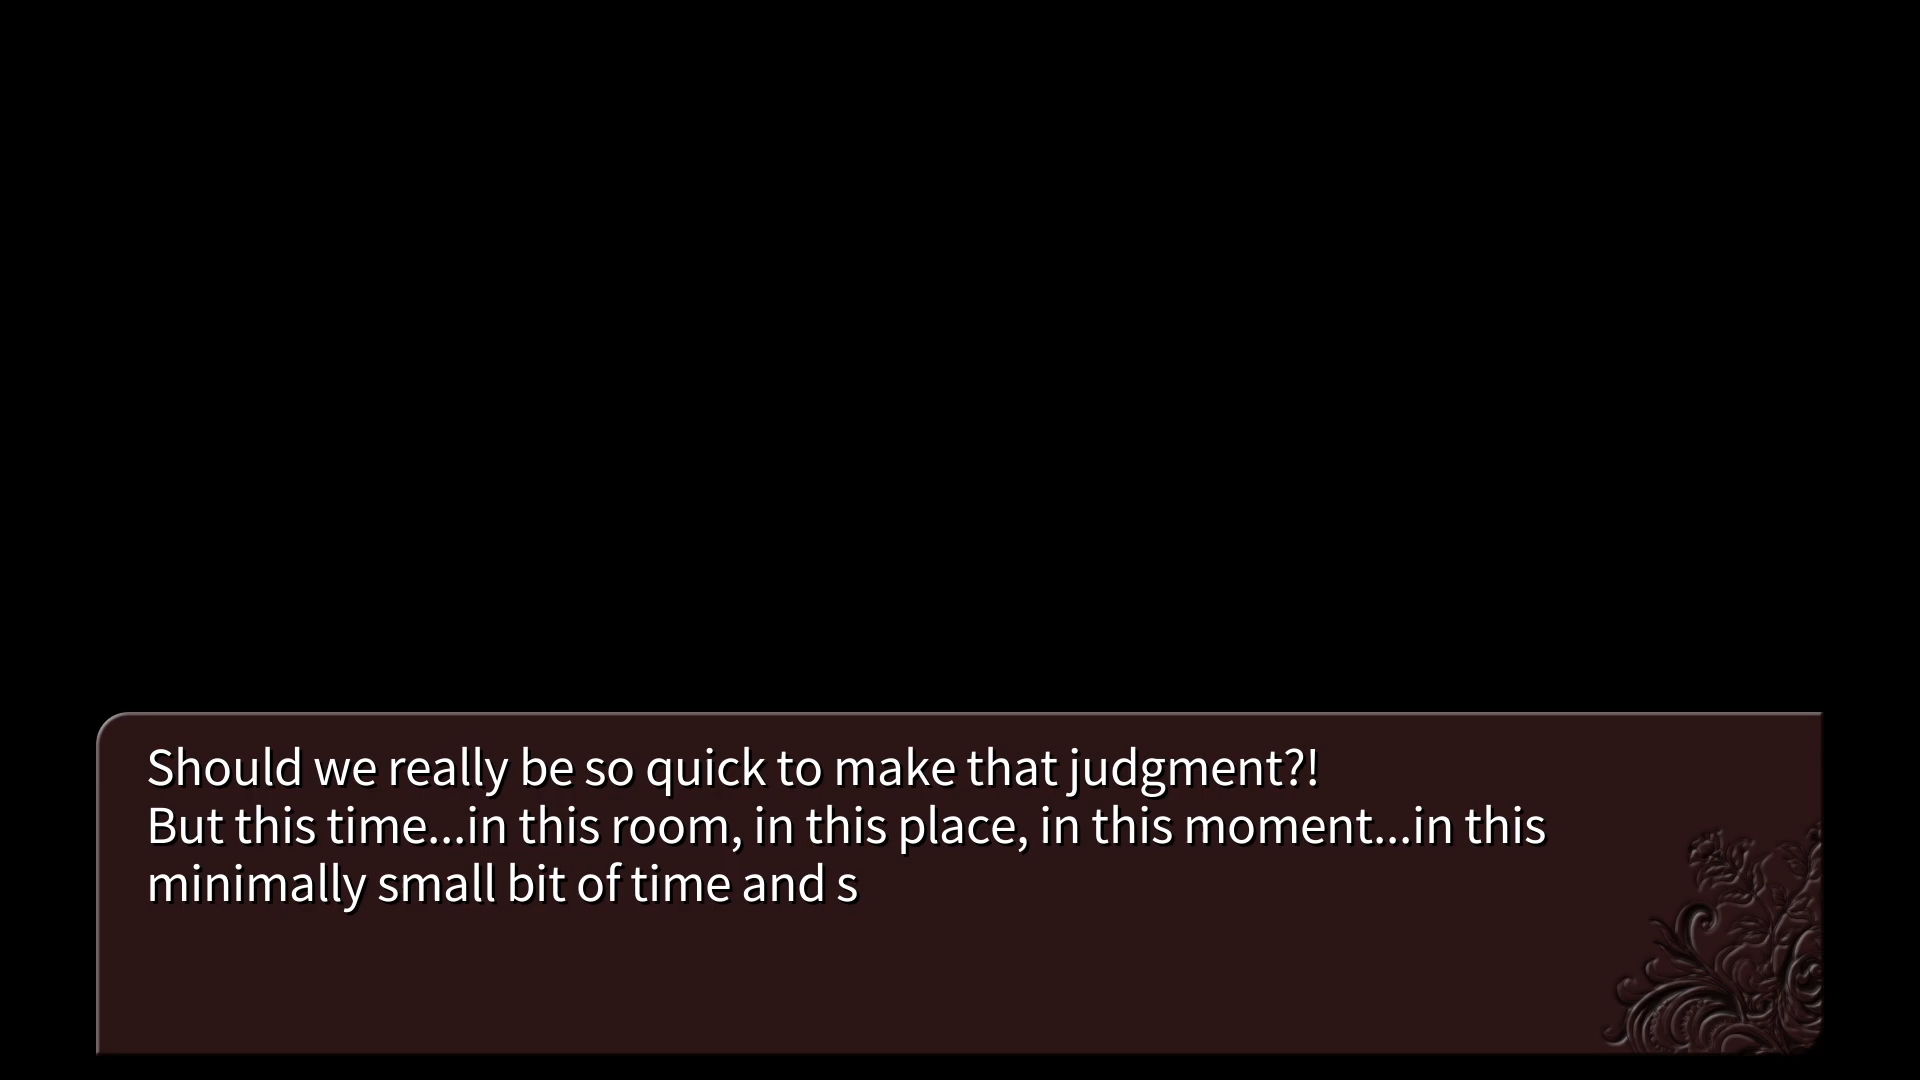 Should we really be so quick to make that judgment?!
But this time...in this room, in this place, in this moment...in this
minimally small bit of time and s